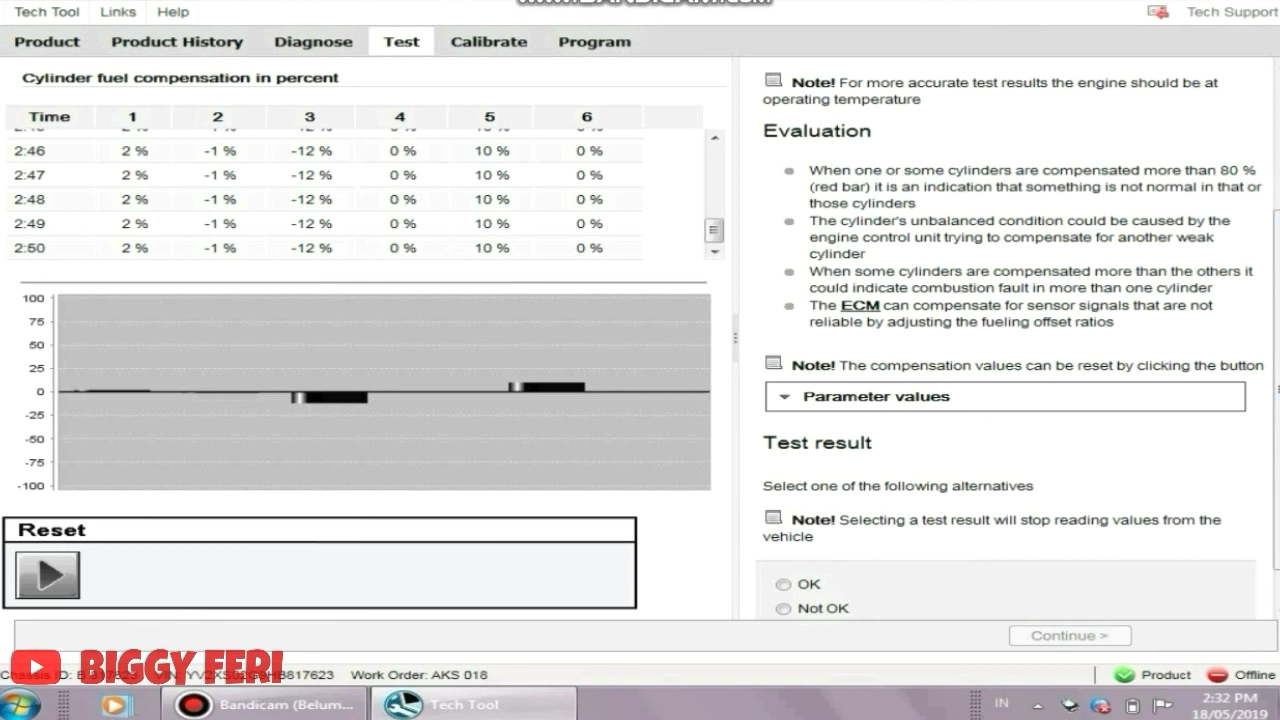 www.BANDICAM.com
Tech Tool Links Help
Tech Support
Product Product History Diagnose Test Calibrate Program
Cylinder fuel compensation in percent
Time 1 2 3 4 5 6
2:46 2 % -1 % -12 % 0 % 10 % 0 %
2:47 2 % -1 % -12 % 0 % 10 % 0 %
2:48 2 % -1 % -12 % 0 % 10 % 0 %
2:49 2 % -1 % -12 % 0 % 10 % 0 %
2:50 2 % -1 % -12 % 0 % 10 % 0 %
100
75
50
25
0
-25
-50
-75
-100
Reset
Note! For more accurate test results the engine should be at
operating temperature
Evaluation
When one or some cylinders are compensated more than 80 %
(red bar) it is an indication that something is not normal in that or
those cylinders
The cylinder's unbalanced condition could be caused by the
engine control unit trying to compensate for another weak
cylinder
When some cylinders are compensated more than the others it
could indicate combustion fault in more than one cylinder
The ECM can compensate for sensor signals that are not
reliable by adjusting the fueling offset ratios
Note! The compensation values can be reset by clicking the button
Parameter values
Test result
Select one of the following alternatives
Note! Selecting a test result will stop reading values from the
vehicle
OK
Not OK
Continue >
BIGGY FERI
Work Order: AKS 018
Product Offline
Bandicam (Belum...
Tech Tool
IN
2:32 PM
18/05/2019